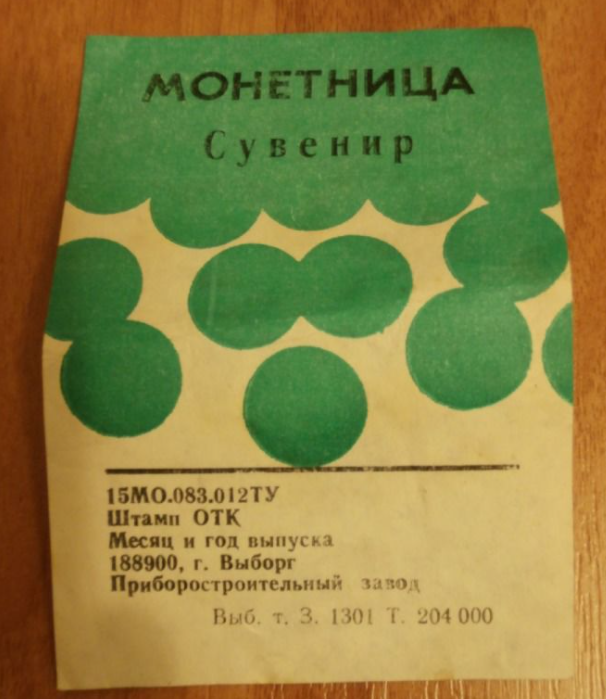 МОНЕТНИЦА
Сувенир
15МО.083.012ТУ
Штамп ОТК
Месяц и год выпуска
188900, г. Выборг
Приборостроительный завод
Выб. т. З. 1301 Т. 204 000